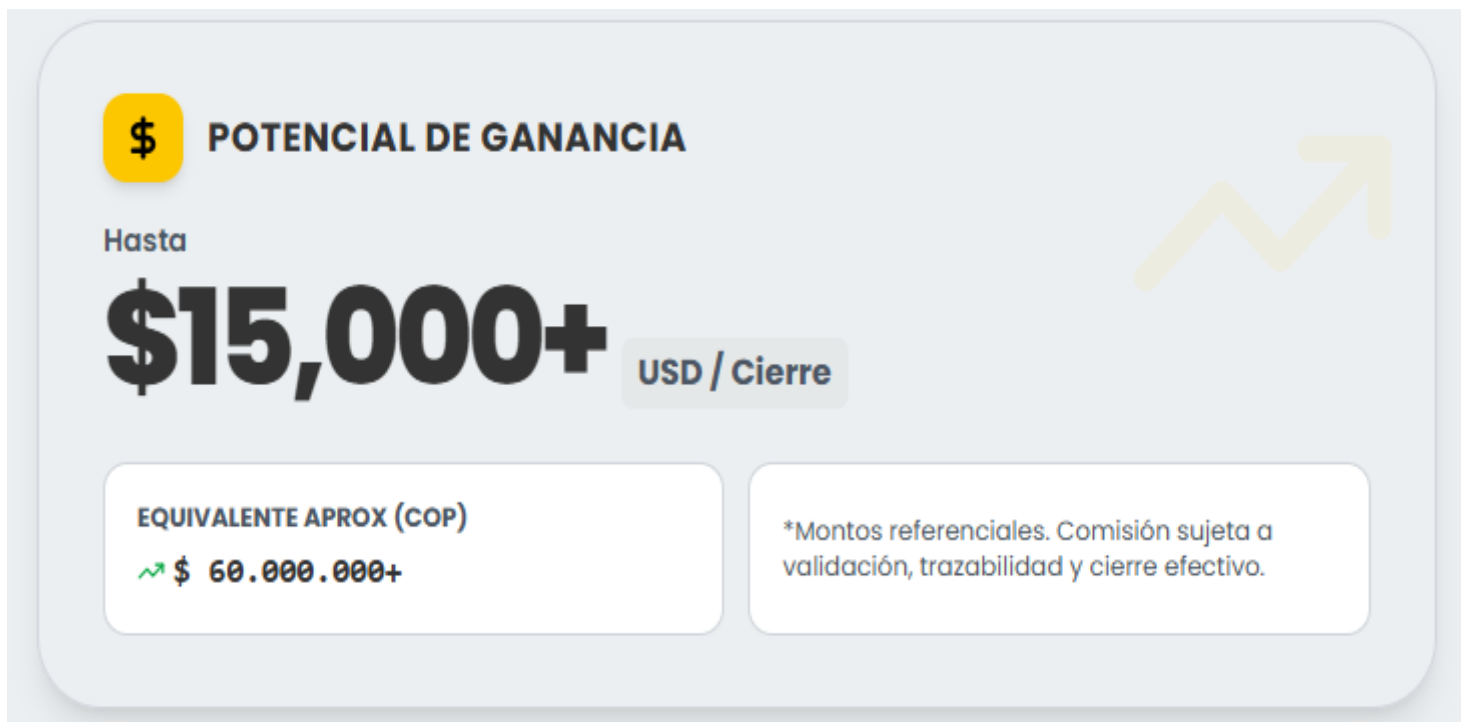 $
POTENCIAL DE GANANCIA
Hasta
$15,000+
USD / Cierre
EQUIVALENTE APROX (COP)
$ 60.000.000+
*Montos referenciales. Comisión sujeta a
validación, trazabilidad y cierre efectivo.